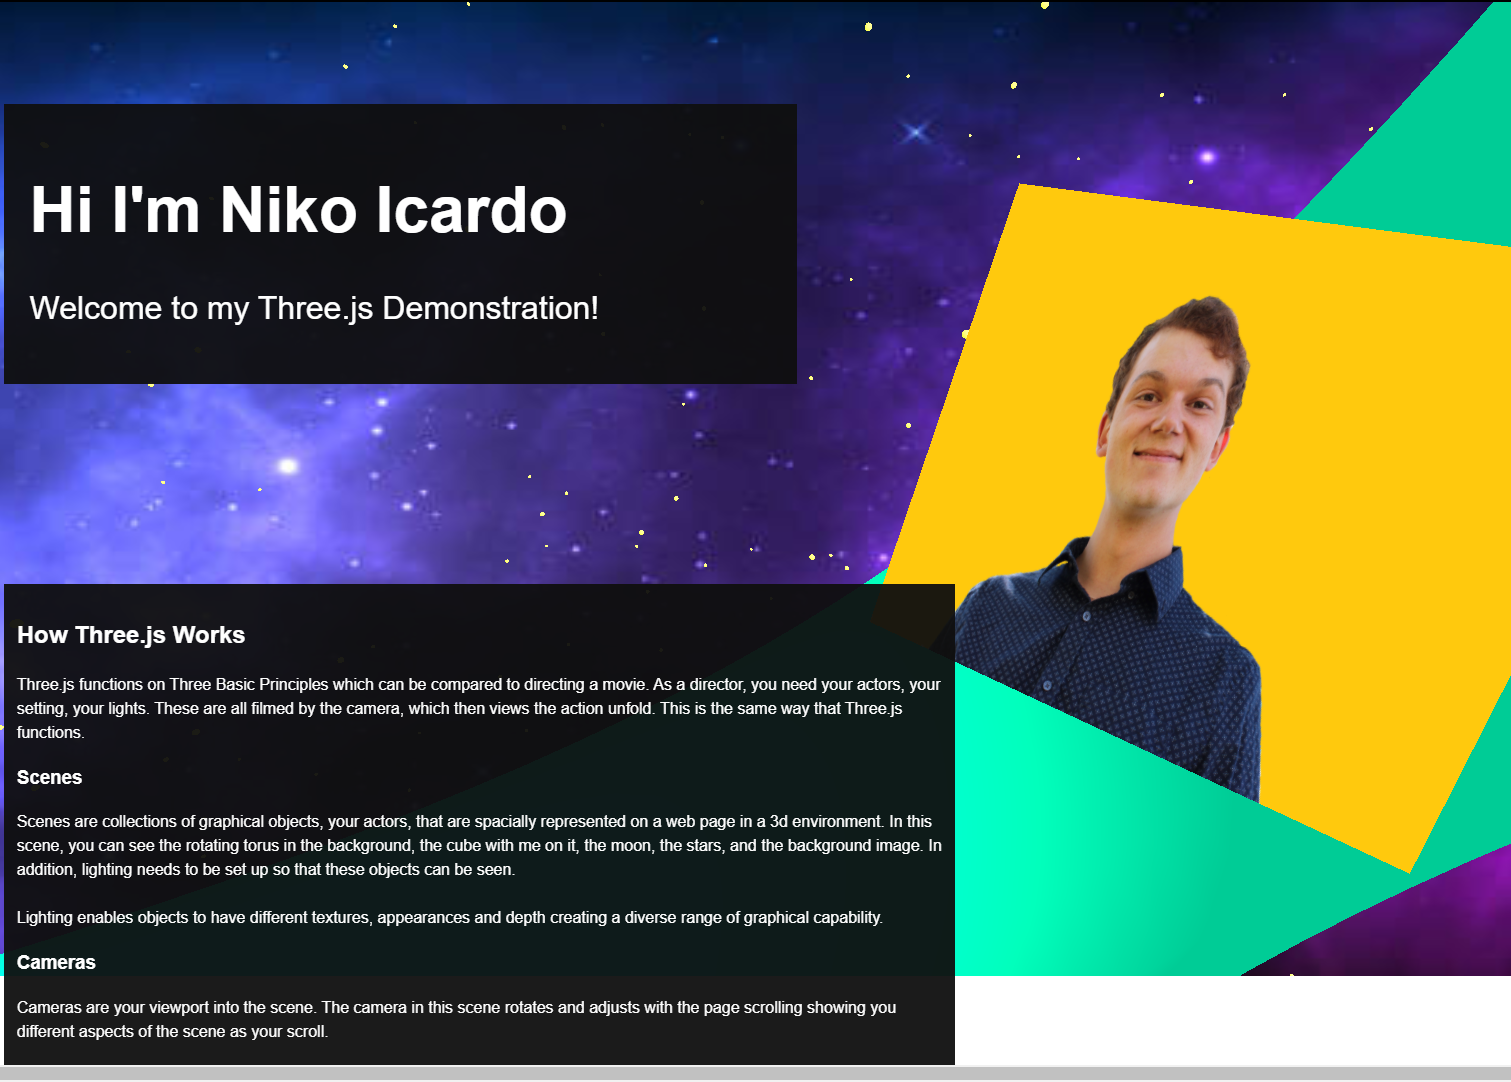 Hi I'm Niko Icardo
Welcome to my Three.js Demonstration!
How Three.js Works
Three.js functions on Three Basic Principles which can be compared to directing a movie. As a director, you need your actors, your
setting, your lights. These are all filmed by the camera, which then views the action unfold. This is the same way that Three.js
functions.
Scenes
Scenes are collections of graphical objects, your actors, that are spacially represented on a web page in a 3d environment. In this
scene, you can see the rotating torus in the background, the cube with me on it, the moon, the stars, and the background image. In
addition, lighting needs to be set up so that these objects can be seen.
Lighting enables objects to have different textures, appearances and depth creating a diverse range of graphical capability.
Cameras
Cameras are your viewport into the scene. The camera in this scene rotates and adjusts with the page scrolling showing you
different aspects of the scene as your scroll.